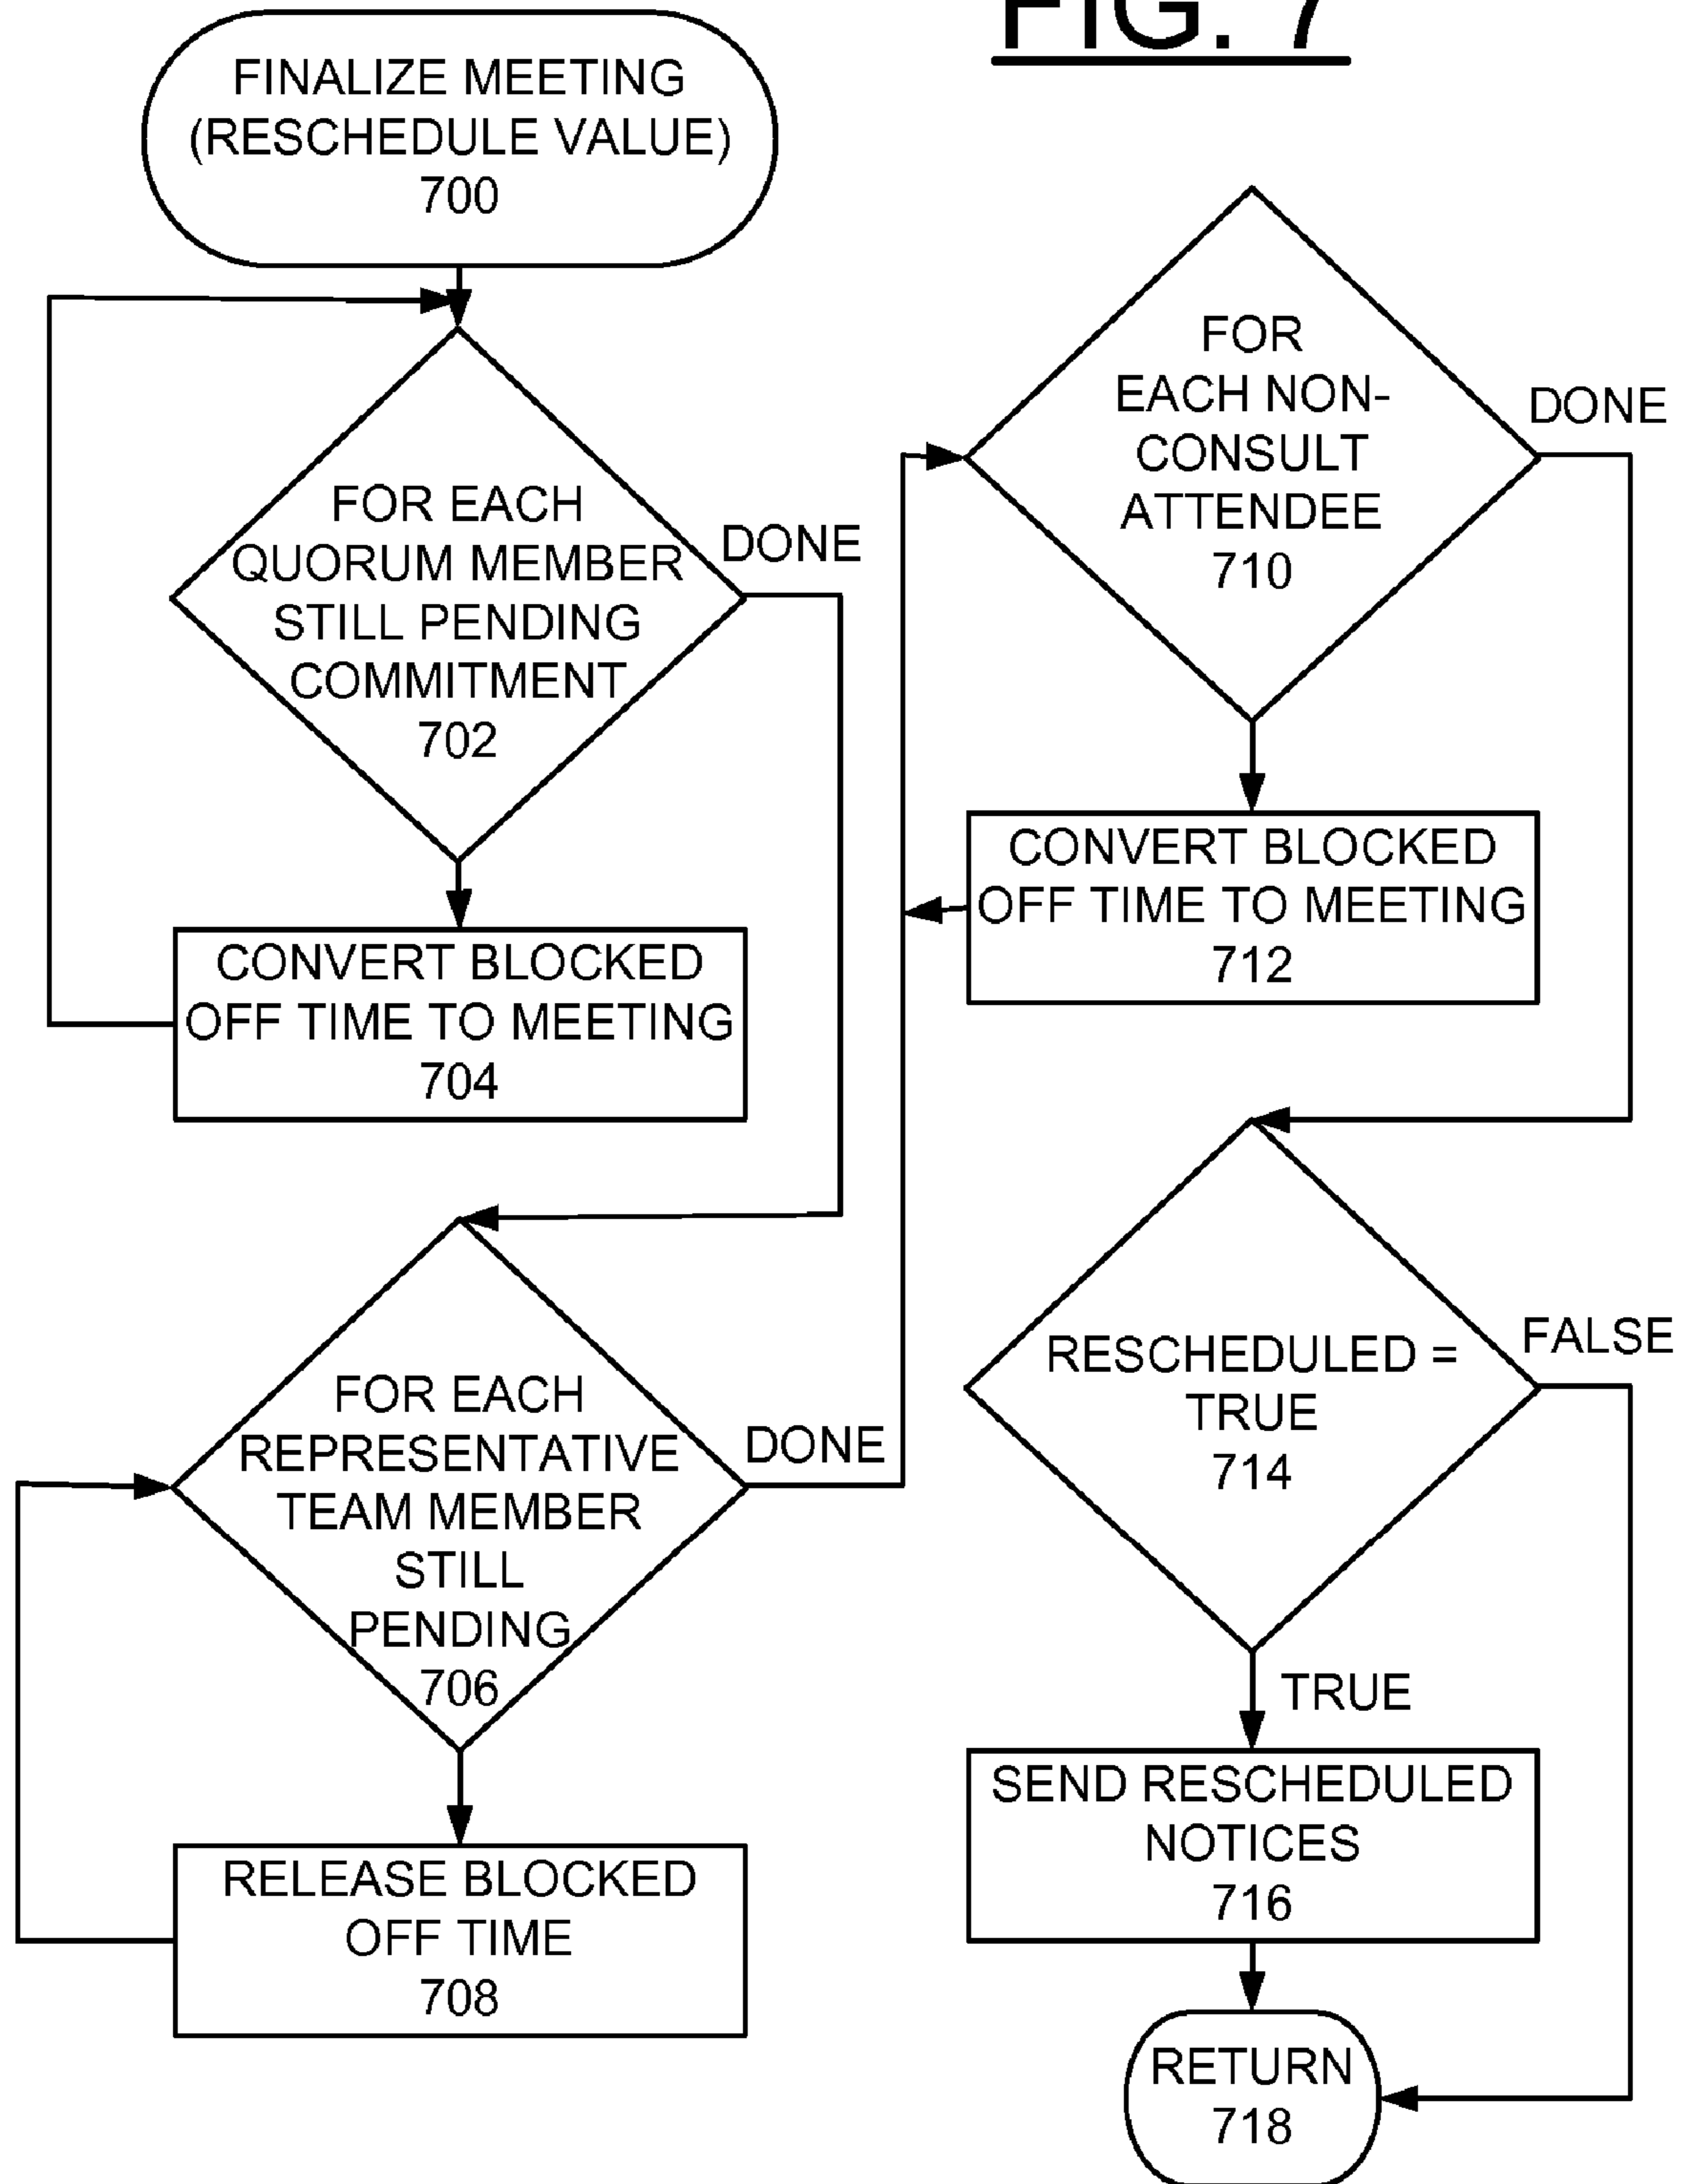 FIG. 7
FINALIZE MEETING
(RESCHEDULE VALUE)
700
FOR EACH
QUORUM MEMBER
STILL PENDING
COMMITMENT
702
DONE
CONVERT BLOCKED
OFF TIME TO MEETING
704
FOR EACH
REPRESENTATIVE
TEAM MEMBER
STILL
PENDING
706
DONE
RELEASE BLOCKED
OFF TIME
708
FOR
EACH NON-
CONSULT
ATTENDEE
710
DONE
CONVERT BLOCKED
OFF TIME TO MEETING
712
RESCHEDULED =
TRUE
714
FALSE
TRUE
SEND RESCHEDULED
NOTICES
716
RETURN
718